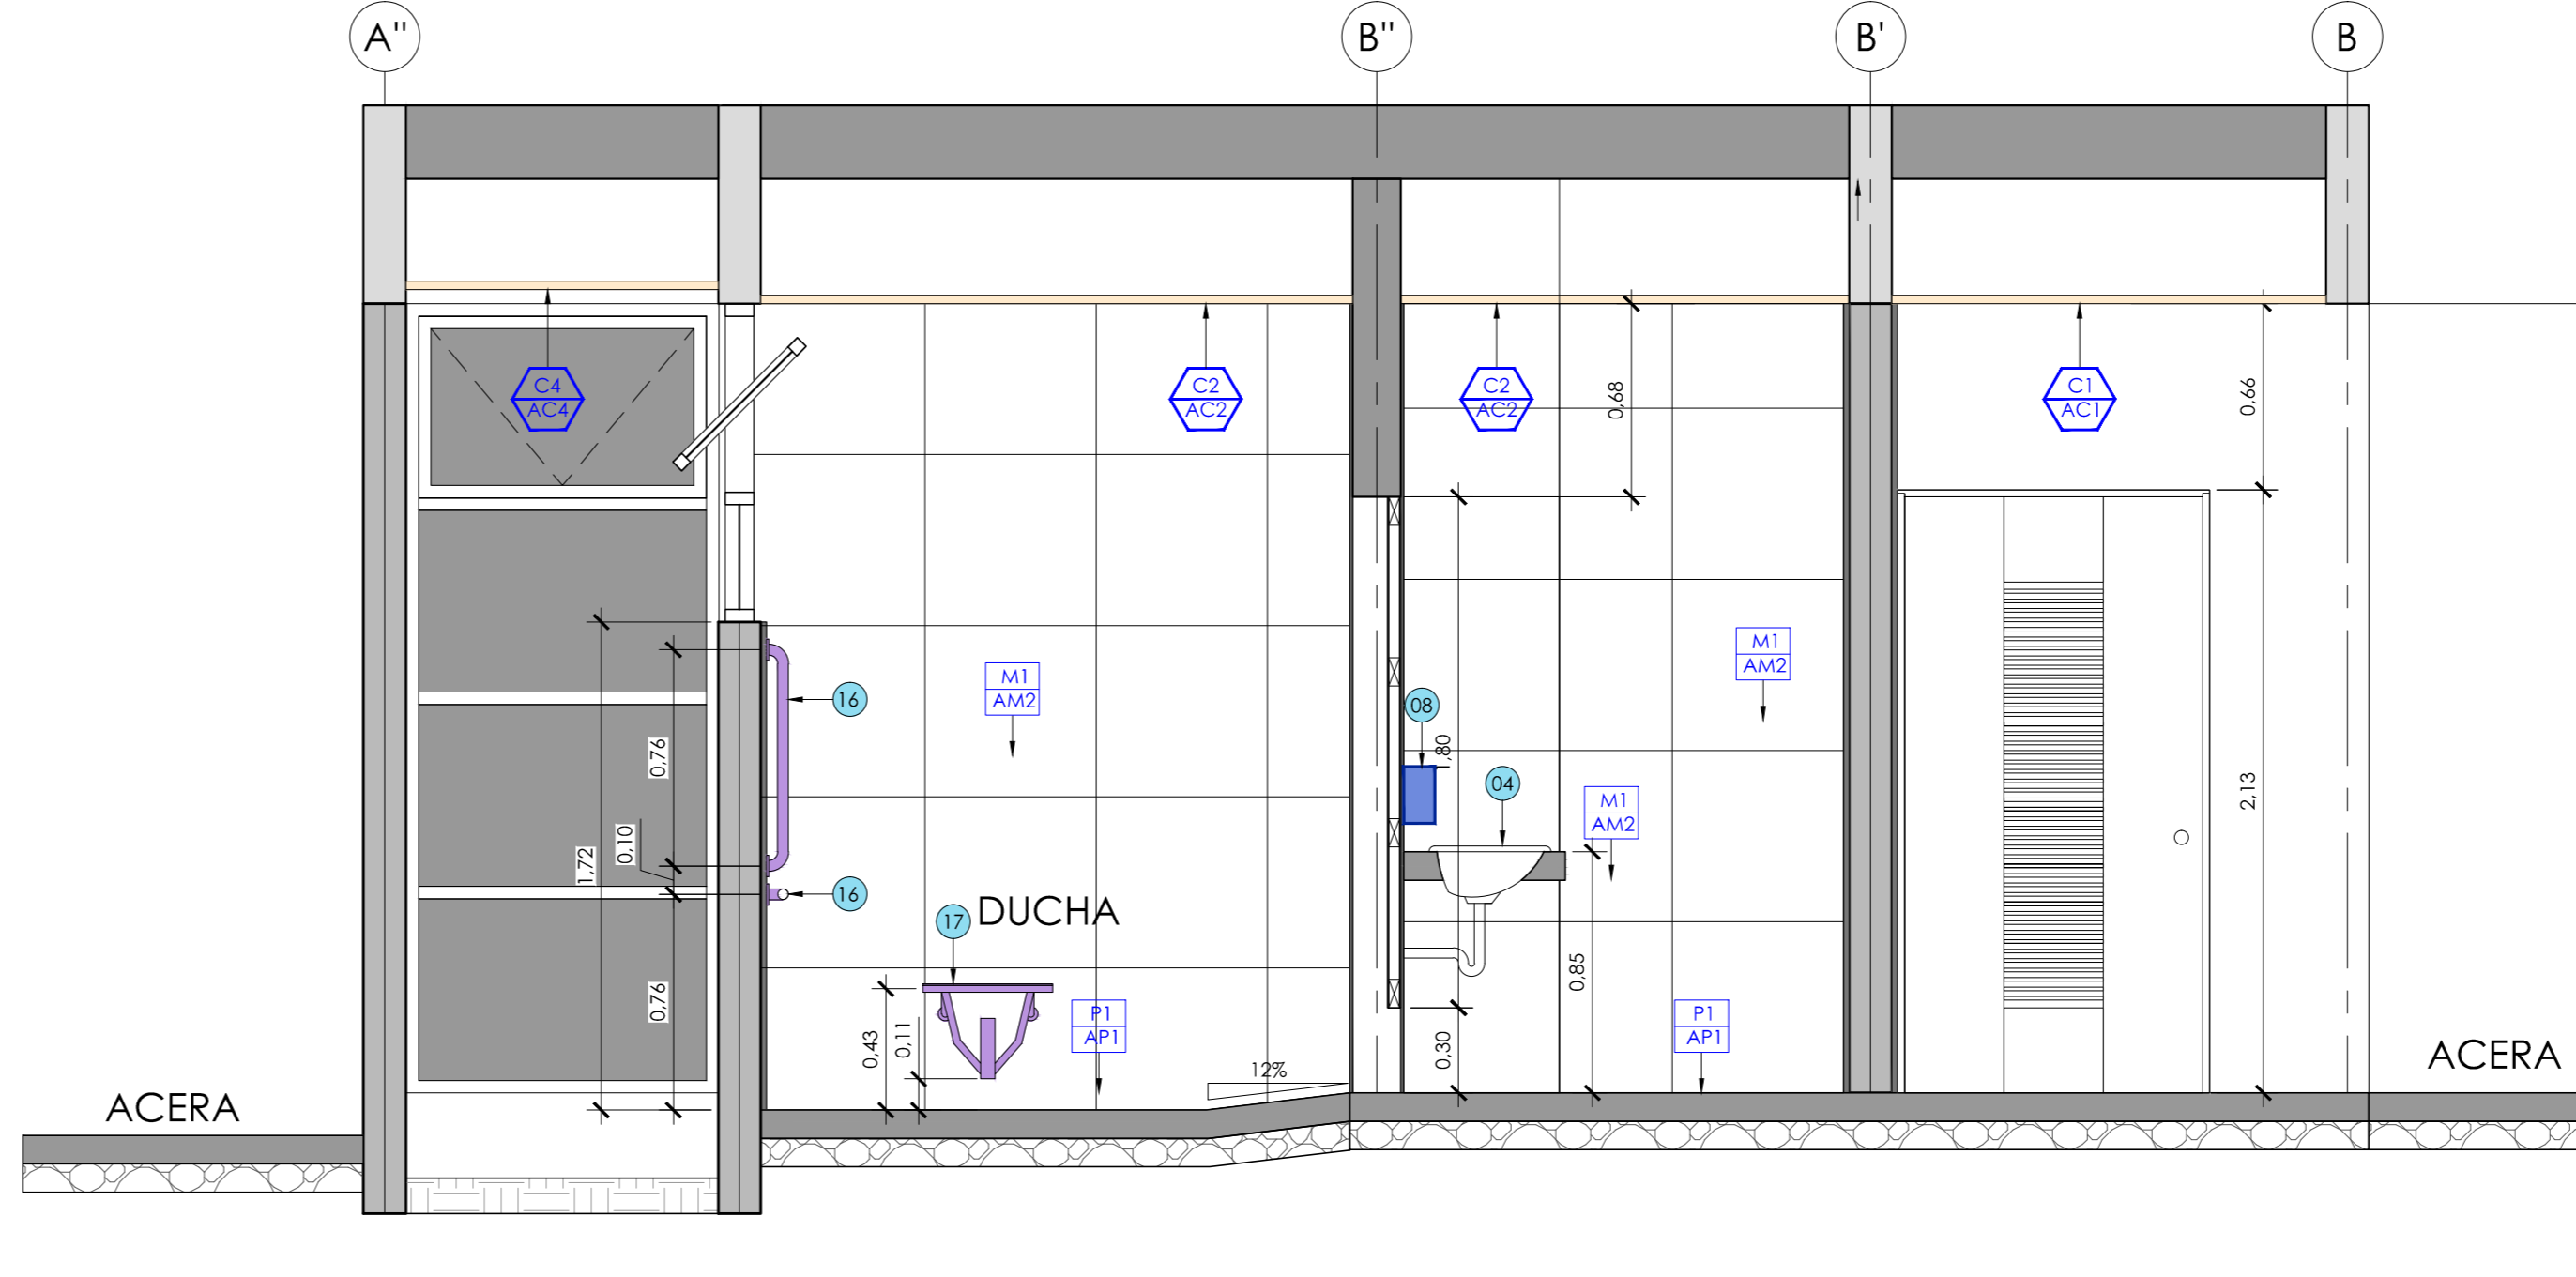 A"
B"
B'
B
C4
AC4
C2
AC2
C2
AC2
C1
AC1
0,68
0,66
M1
AM2
M1
AM2
16
08
,80
0,76
04
M1
AM2
2,13
0,10
1,72
16
17
DUCHA
0,85
0,76
0,43
0,11
P1
AP1
12%
0,30
P1
AP1
ACERA
ACERA